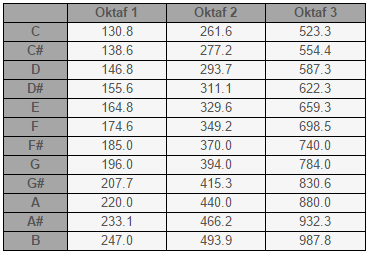 Oktaf 1 Oktaf 2 Oktaf 3
C 130.8 261.6 523.3
C# 138.6 277.2 554.4
D 146.8 293.7 587.3
D# 155.6 311.1 622.3
E 164.8 329.6 659.3
F 174.6 349.2 698.5
F# 185.0 370.0 740.0
G 196.0 394.0 784.0
G# 207.7 415.3 830.6
A 220.0 440.0 880.0
A# 233.1 466.2 932.3
B 247.0 493.9 987.8